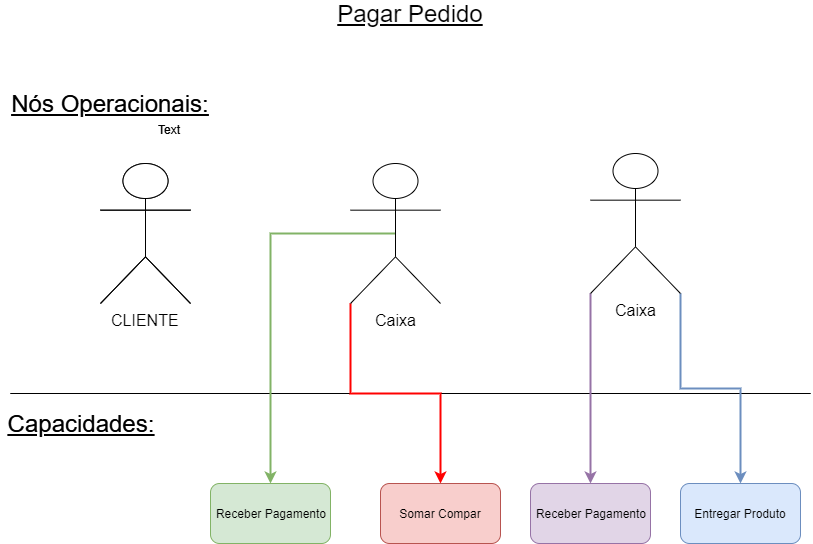 Pagar Pedido
Nós Operacionais:
Text
CLIENTE
Caixa
Caixa
Capacidades:
Receber Pagamento
Somar Compar
Receber Pagamento
Entregar Produto